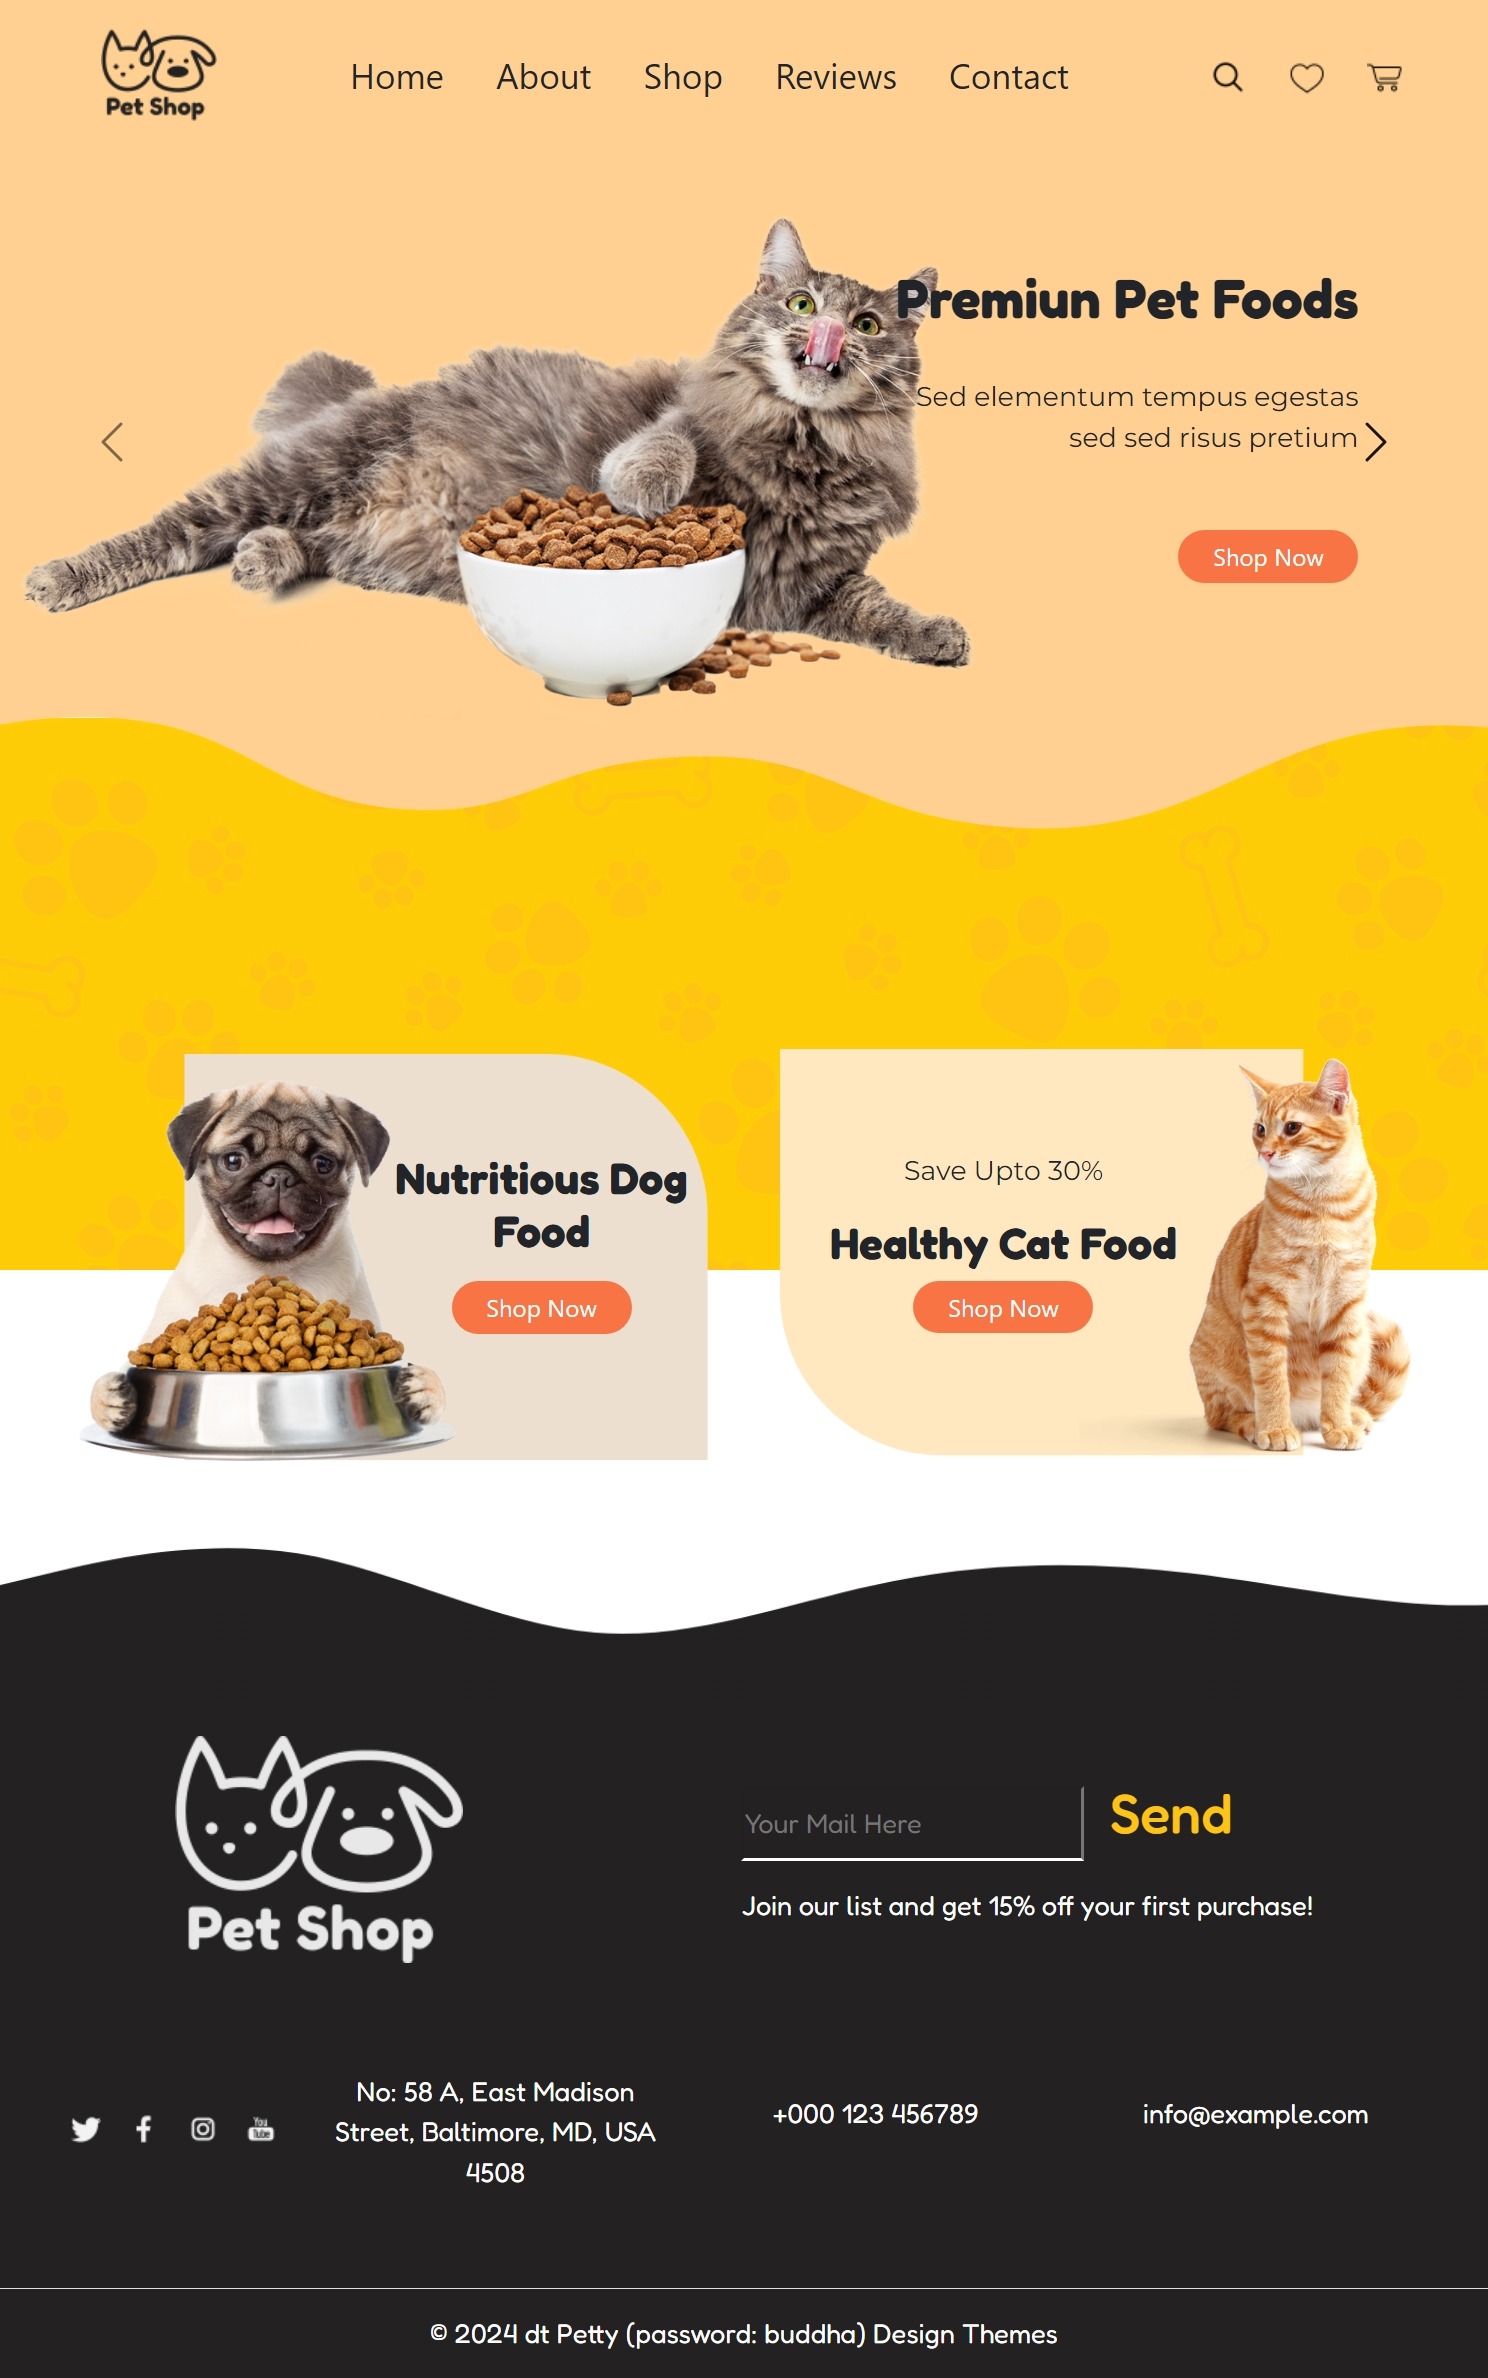 Pet Shop
Home About Shop Reviews Contact
Premiun Pet Foods
Sed elementum tempus egestas
sed sed risus pretium
Shop Now
Nutritious Dog
Food
Shop Now
Save Upto 30%
Healthy Cat Food
Shop Now
Pet Shop
Your Mail Here
Send
Join our list and get 15% off your first purchase!
You
Tube
No: 58 A, East Madison
Street, Baltimore, MD, USA
4508
+000 123 456789
info@example.com
© 2024 dt Petty (password: buddha) Design Themes